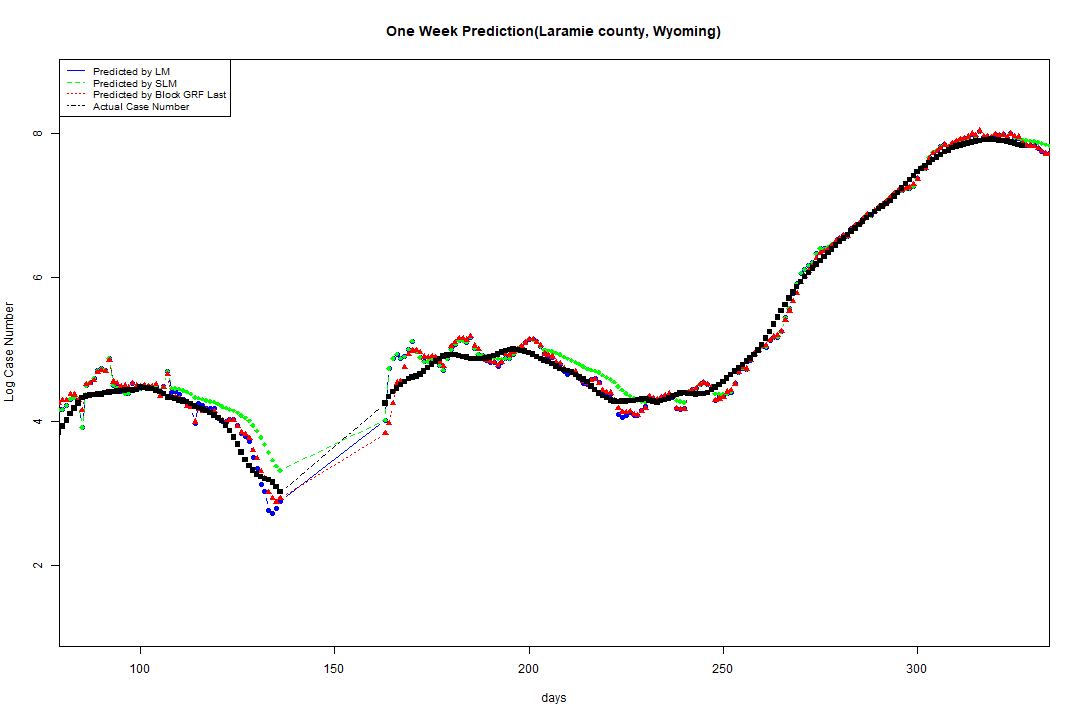 One Week Prediction(Laramie county, Wyoming)
Predicted by LM
Predicted by SLM
Predicted by Block GRF Last
Actual Case Number
8
6
4
2
Log Case Number
100 150 200 250 300
days